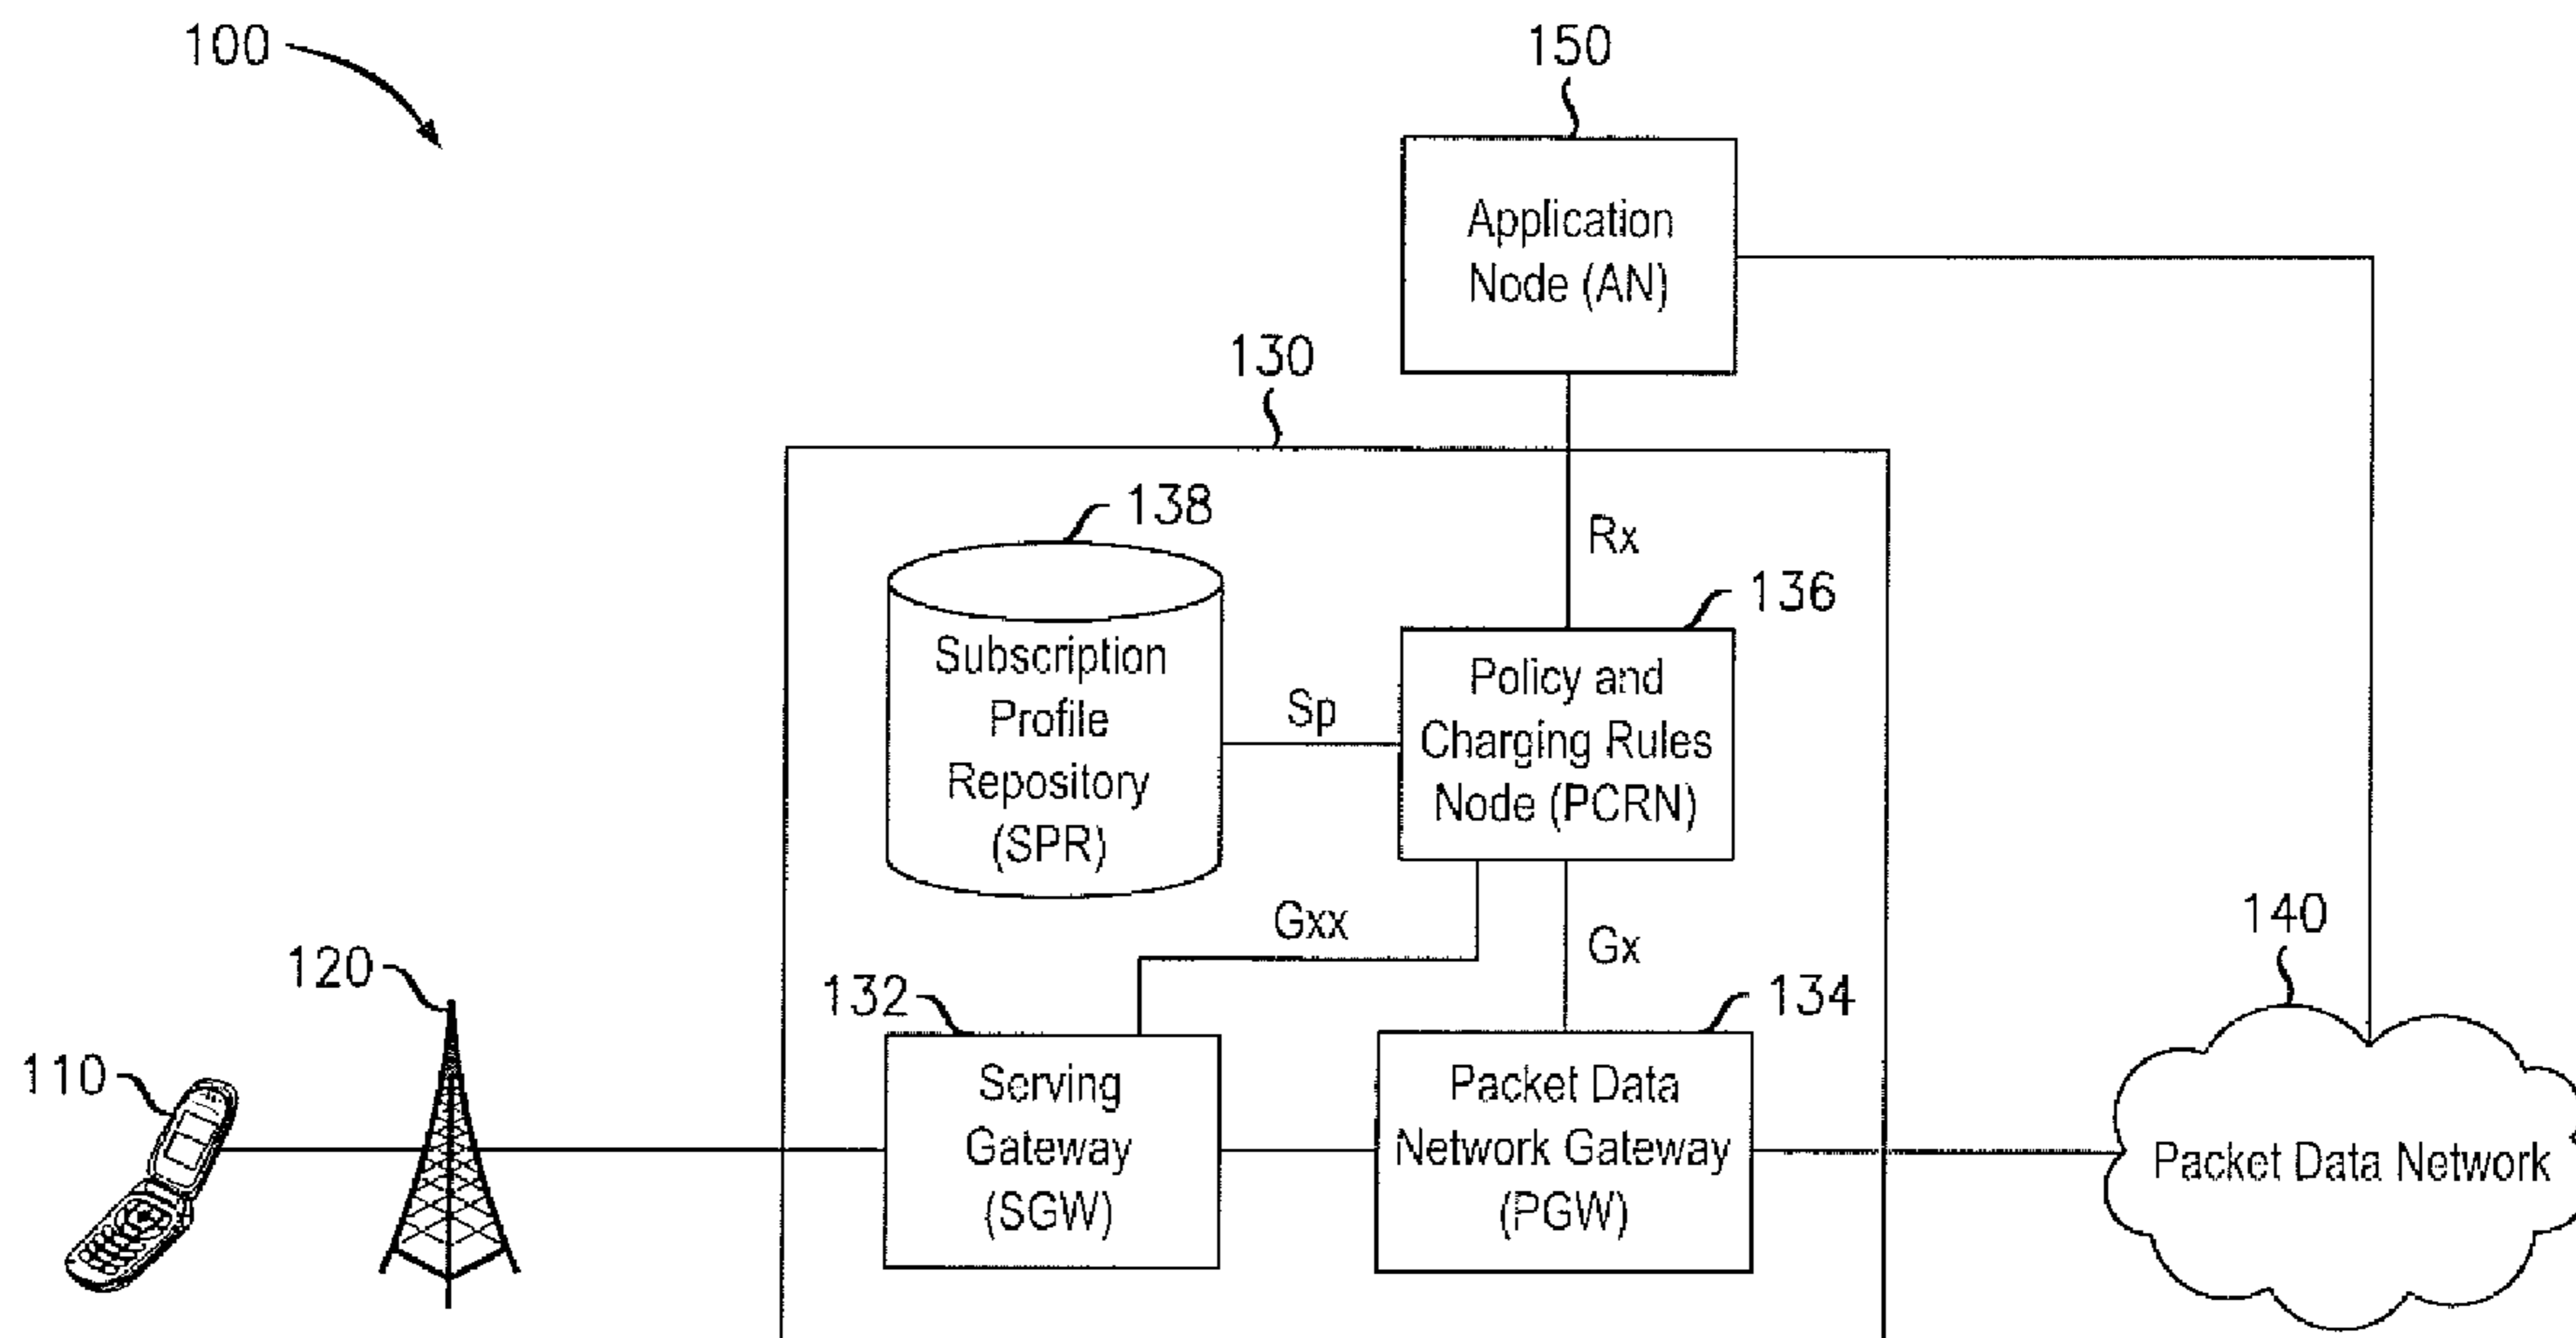 100
150
Application
Node (AN)
130
138
Rx
136
Subscription
Profile
Repository
(SPR)
Sp
Policy and
Charging Rules
Node (PCRN)
Gxx
Gx
140
120
132
134
110
Serving
Gateway
(SGW)
Packet Data
Network Gateway
(PGW)
Packet Data Network